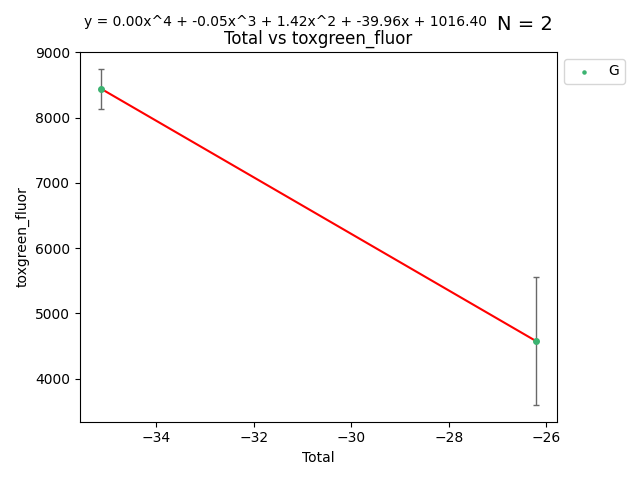 y = 0.00x^4 + -0.05x^3 + 1.42x^2 + -39.96x + 1016.40 N = 2
Total vs toxgreen_fluor
G
9000
8000
7000
6000
5000
4000
toxgreen_fluor
−34 −32 −30 −28 −26
Total